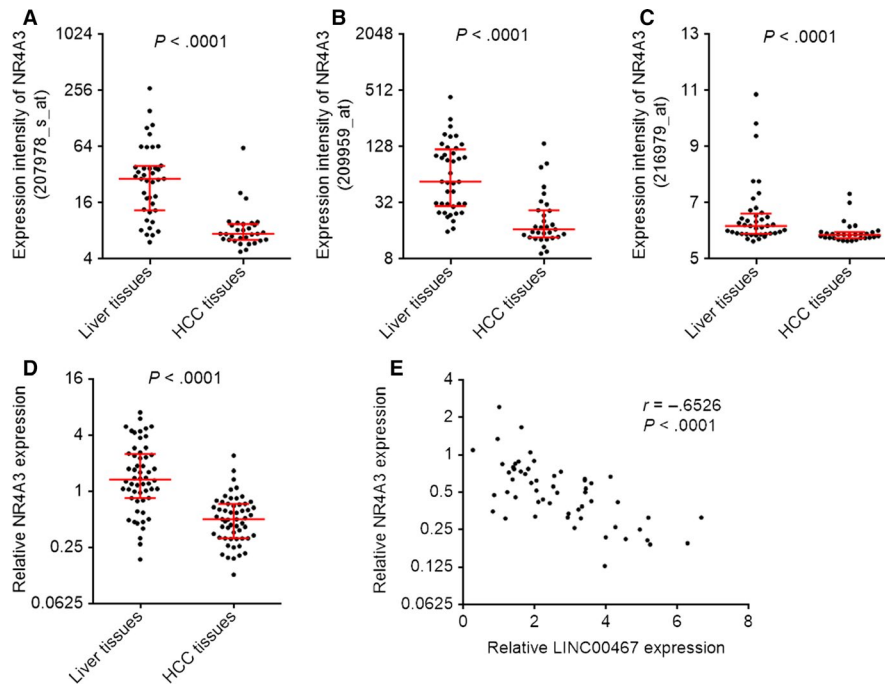 A
Expression intensity of NR4A3
(207978_s_at)
1024
256
64
16
4
P < .0001
Liver tissues
HCC tissues
B
Expression intensity of NR4A3
(209959_at)
2048
512
128
32
8
P < .0001
Liver tissues
HCC tissues
C
Expression intensity of NR4A3
(216979_at)
13
11
9
7
5
P < .0001
Liver tissues
HCC tissues
D
Relative NR4A3 expression
16
4
1
0.25
0.0625
P < .0001
Liver tissues
HCC tissues
E
Relative NR4A3 expression
4
2
1
0.5
0.25
0.125
0.0625
r = –.6526
P < .0001
0
2
4
6
8
Relative LINC00467 expression